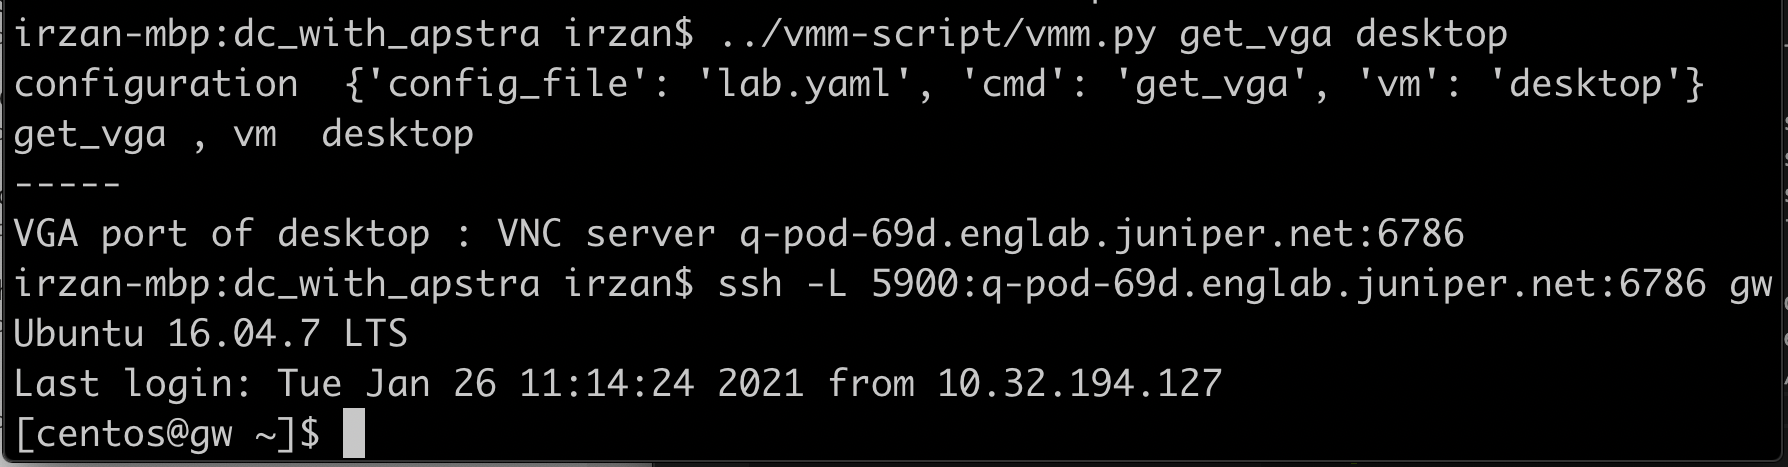 irzan-mbp:dc_with_apstra irzan$ ../vmm-script/vmm.py get_vga desktop
configuration  {'config_file': 'lab.yaml', 'cmd': 'get_vga', 'vm': 'desktop'}
get_vga , vm  desktop
-----
VGA port of desktop : VNC server q-pod-69d.englab.juniper.net:6786
irzan-mbp:dc_with_apstra irzan$ ssh -L 5900:q-pod-69d.englab.juniper.net:6786 gw
Ubuntu 16.04.7 LTS
Last login: Tue Jan 26 11:14:24 2021 from 10.32.194.127
[centos@gw ~]$